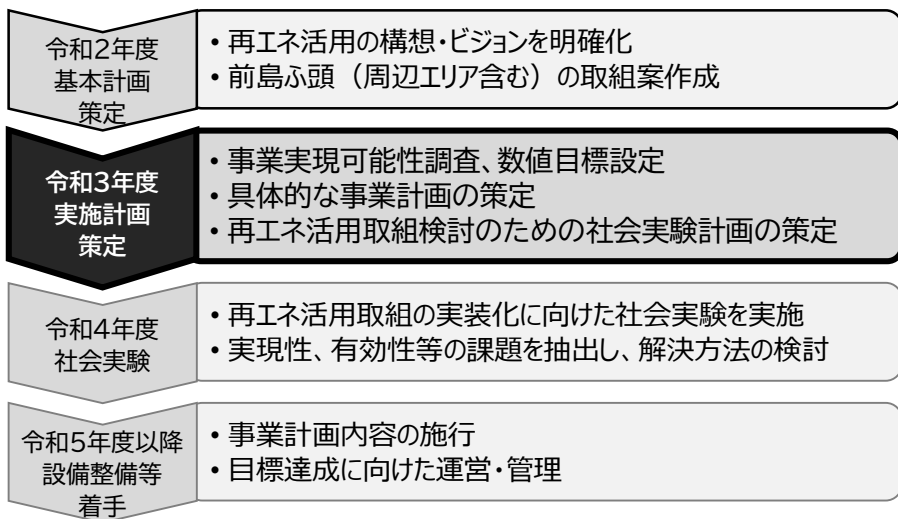 令和2年度
基本計画
策定
• 再エネ活用の構想・ビジョンを明確化
• 前島ふ頭（周辺エリア含む）の取組案作成
令和3年度
実施計画
策定
• 事業実現可能性調査、数値目標設定
• 具体的な事業計画の策定
• 再エネ活用取組検討のための社会実験計画の策定
令和4年度
社会実験
• 再エネ活用取組の実装化に向けた社会実験を実施
• 実現性、有効性等の課題を抽出し、解決方法の検討
令和5年度以降
設備整備等
着手
• 事業計画内容の施行
• 目標達成に向けた運営・管理